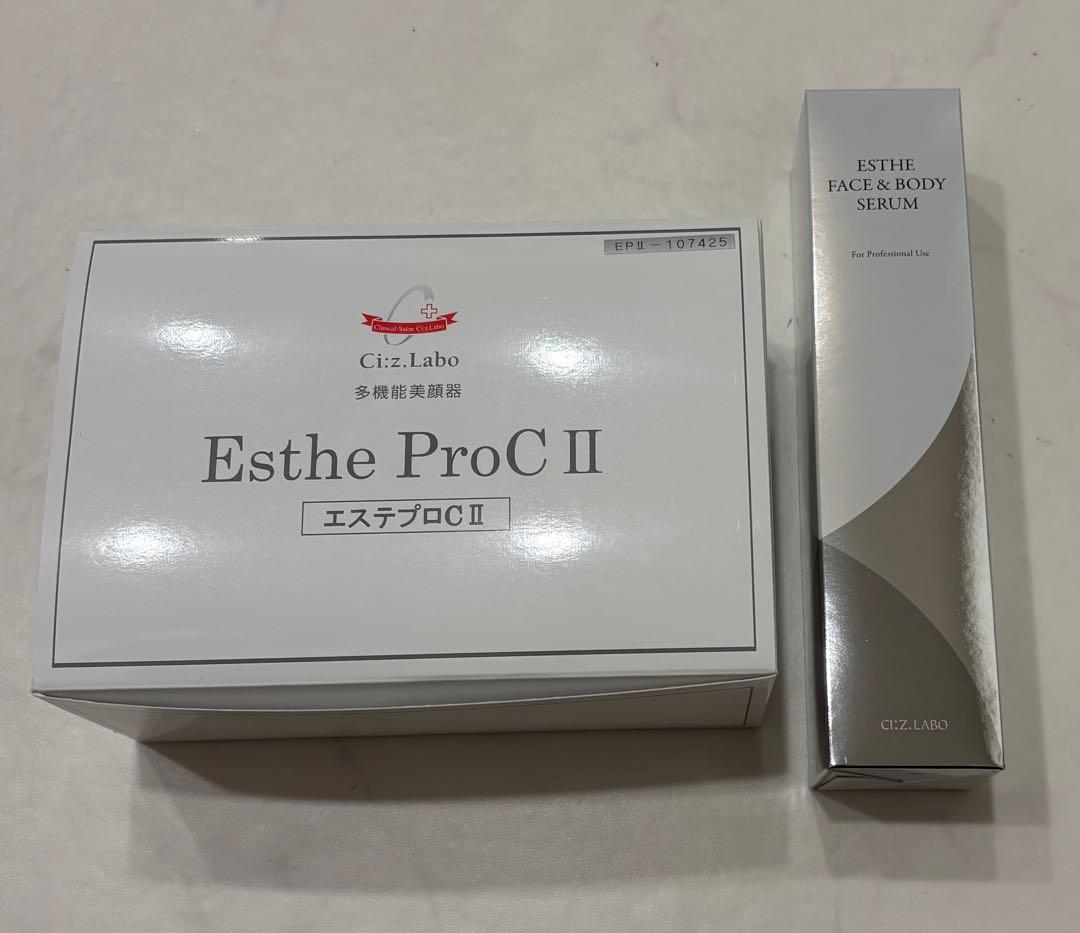 EPⅡ－107425
Clinical-Salon Ci:z.Labo
Ci:z.Labo
多機能美顔器
Esthe ProC Ⅱ
エステプロCⅡ
ESTHE
FACE & BODY
SERUM
For Professional Use
CI:Z.LABO